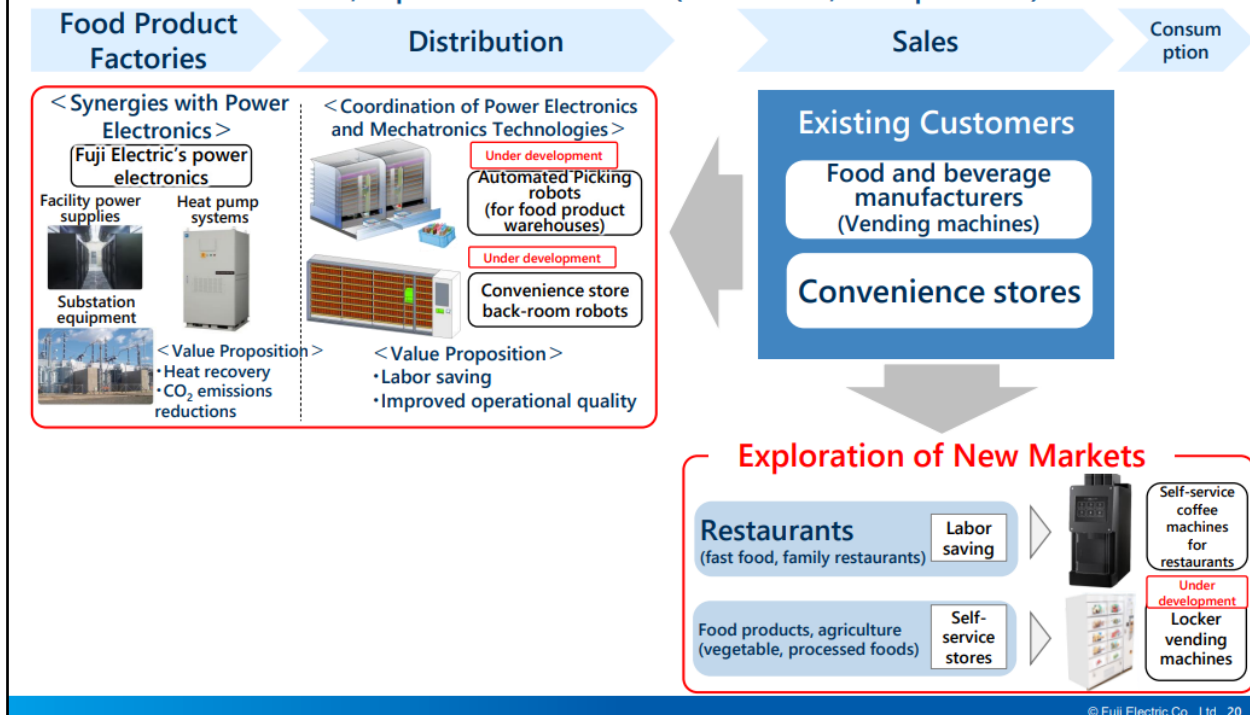 Food Product
Factories
Distribution
Sales
Consum
ption
<Synergies with Power
Electronics>
Fuji Electric's power
electronics
Facility power
supplies
Heat pump
systems
Substation
equipment
<Value Proposition>
・Heat recovery
・CO₂ emissions
reductions
<Coordination of Power Electronics
and Mechatronics Technologies>
Under development
Automated Picking
robots
(for food product
warehouses)
Under development
Convenience store
back-room robots
<Value Proposition>
・Labor saving
・Improved operational quality
Existing Customers
Food and beverage
manufacturers
(Vending machines)
Convenience stores
Exploration of New Markets
Restaurants
(fast food, family restaurants)
Labor
saving
Self-service
coffee
machines
for
restaurants
Food products, agriculture
(vegetable, processed foods)
Self-
service
stores
Under
development
Locker
vending
machines
© Fuji Electric Co., Ltd. 20